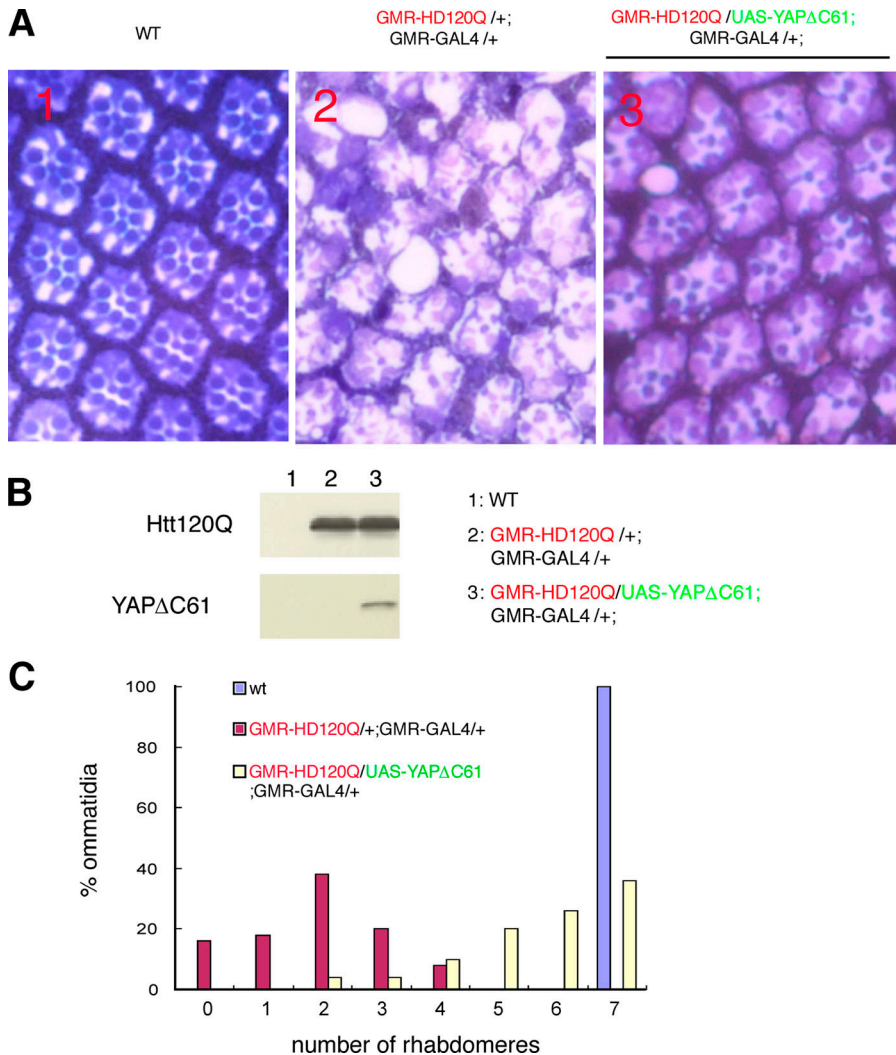 A
WT
GMR-HD120Q/+;
GMR-GAL4/+
GMR-HD120Q/UAS-YAPΔC61;
GMR-GAL4/+;
1
2
3
B
1 2 3
Htt120Q
YAPΔC61
1: WT
2: GMR-HD120Q/+;
GMR-GAL4/+
3: GMR-HD120Q/UAS-YAPΔC61;
GMR-GAL4/+;
C
wt
GMR-HD120Q/+;GMR-GAL4/+
GMR-HD120Q/UAS-YAPΔC61
;GMR-GAL4/+
% ommatidia
100
80
60
40
20
0
0 1 2 3 4 5 6 7
number of rhabdomeres